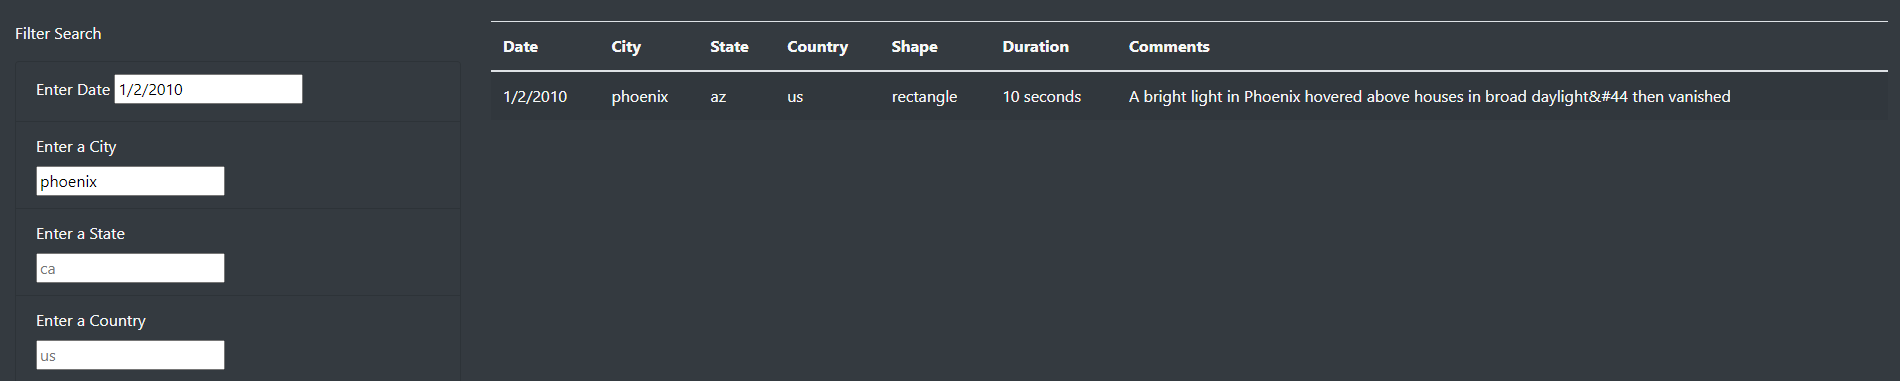 Filter Search
Enter Date 1/2/2010
Enter a City
phoenix
Enter a State
ca
Enter a Country
us
Date City State Country Shape Duration Comments
1/2/2010 phoenix az us rectangle 10 seconds A bright light in Phoenix hovered above houses in broad daylight&#44 then vanished